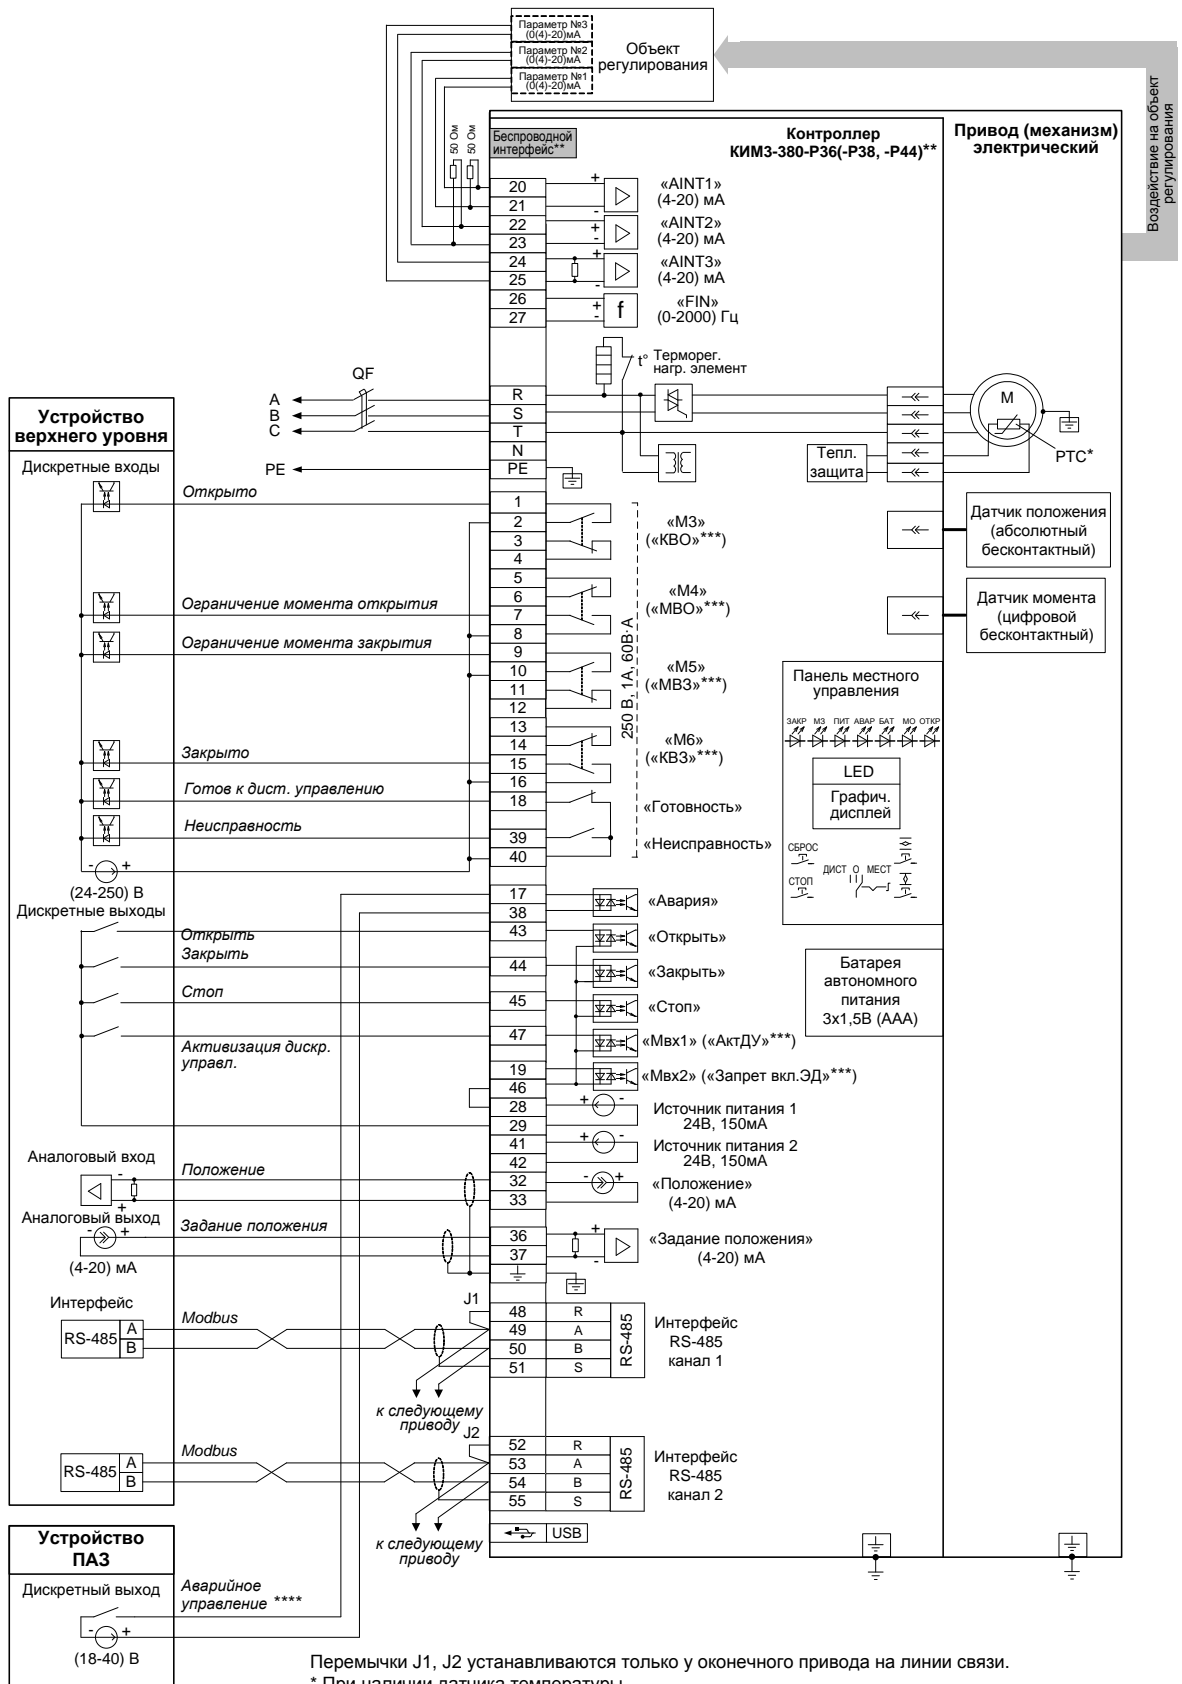 Параметр №3
(0(4)-20)мА
Параметр №2
(0(4)-20)мА
Параметр №1
(0(4)-20)мА
Объект
регулирования
Воздействие на объект
регулирования
50 Ом
50 Ом
Беспроводной
интерфейс**
Контроллер
КИМ3-380-Р36(-Р38, -Р44)**
Привод (механизм)
электрический
20
21
22
23
24
25
26
27
+
-
«AINT1»
(4-20) мА
+
-
«AINT2»
(4-20) мА
+
-
«AINT3»
(4-20) мА
+
-
f
«FIN»
(0-2000) Гц
t°
Терморег.
нагр. элемент
QF
A
B
C
PE
R
S
T
N
PE
M
PTC*
Тепл.
защита
Датчик положения
(абсолютный
бесконтактный)
Датчик момента
(цифровой
бесконтактный)
Устройство
верхнего уровня
Дискретные входы
Открыто
Ограничение момента открытия
Ограничение момента закрытия
Закрыто
Готов к дист. управлению
Неисправность
- +
(24-250) В
1
2
3
4
5
6
7
8
9
10
11
12
13
14
15
16
18
39
40
«М3»
(«КВО»***)
«М4»
(«МВО»***)
«М5»
(«МВЗ»***)
«М6»
(«КВЗ»***)
«Готовность»
«Неисправность»
250 В, 1А, 60В·А
Панель местного
управления
ЗАКР МЗ ПИТ АВАР БАТ МО ОТКР
LED
Графич.
дисплей
СБРОС
СТОП
ДИСТ О МЕСТ
Батарея
автономного
питания
3х1,5В (ААА)
Дискретные выходы
Открыть
Закрыть
Стоп
Активизация дискр.
управл.
17
38
43
44
45
47
19
46
28
29
41
42
32
33
36
37
«Авария»
«Открыть»
«Закрыть»
«Стоп»
«Мвх1» («АктДУ»***)
«Мвх2» («Запрет вкл.ЭД»***)
+ -
Источник питания 1
24В, 150мА
+ -
Источник питания 2
24В, 150мА
- +
«Положение»
(4-20) мА
+
-
«Задание положения»
(4-20) мА
Аналоговый вход
-
+
Положение
Аналоговый выход
- +
(4-20) мА
Задание положения
Интерфейс
RS-485
A
B
Modbus
J1
48 R
49 A
50 B
51 S
RS-485
Интерфейс
RS-485
канал 1
к следующему
приводу
RS-485
A
B
Modbus
J2
52 R
53 A
54 B
55 S
RS-485
Интерфейс
RS-485
канал 2
к следующему
приводу
USB
Устройство
ПАЗ
Дискретный выход
- +
(18-40) В
Аварийное
управление ****
Перемычки J1, J2 устанавливаются только у оконечного привода на линии связи.
* При наличии датчика температуры